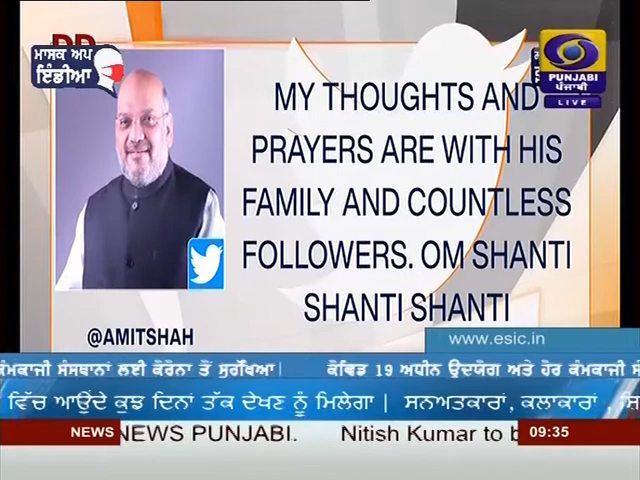 ਮਾਸਕ ਅਪ
ਇੰਡੀਆ
PUNJABI
ਪੰਜਾਬੀ
LIVE
MY THOUGHTS AND
PRAYERS ARE WITH HIS
FAMILY AND COUNTLESS
FOLLOWERS. OM SHANTI
SHANTI SHANTI
@AMITSHAH
www.esic.in
ਕੰਮਕਾਜੀ ਸੰਸਥਾਨਾਂ ਲਈ ਕੋਰੋਨਾ ਤੋਂ ਸੁਰੱਖਿਆ| ਕੋਵਿਡ 19 ਅਧੀਨ ਉਦਯੋਗ ਅਤੇ ਹੋਰ ਕੰਮਕਾਜੀ
ਵਿੱਚ ਆਉਂਦੇ ਕੁਝ ਦਿਨਾਂ ਤੱਕ ਦੇਖਣ ਨੂੰ ਮਿਲੇਗਾ| ਸਨਅਤਕਾਰਾਂ, ਕਲਾਕਾਰਾਂ ,
NEWS NEWS PUNJABI. Nitish Kumar to 09:35